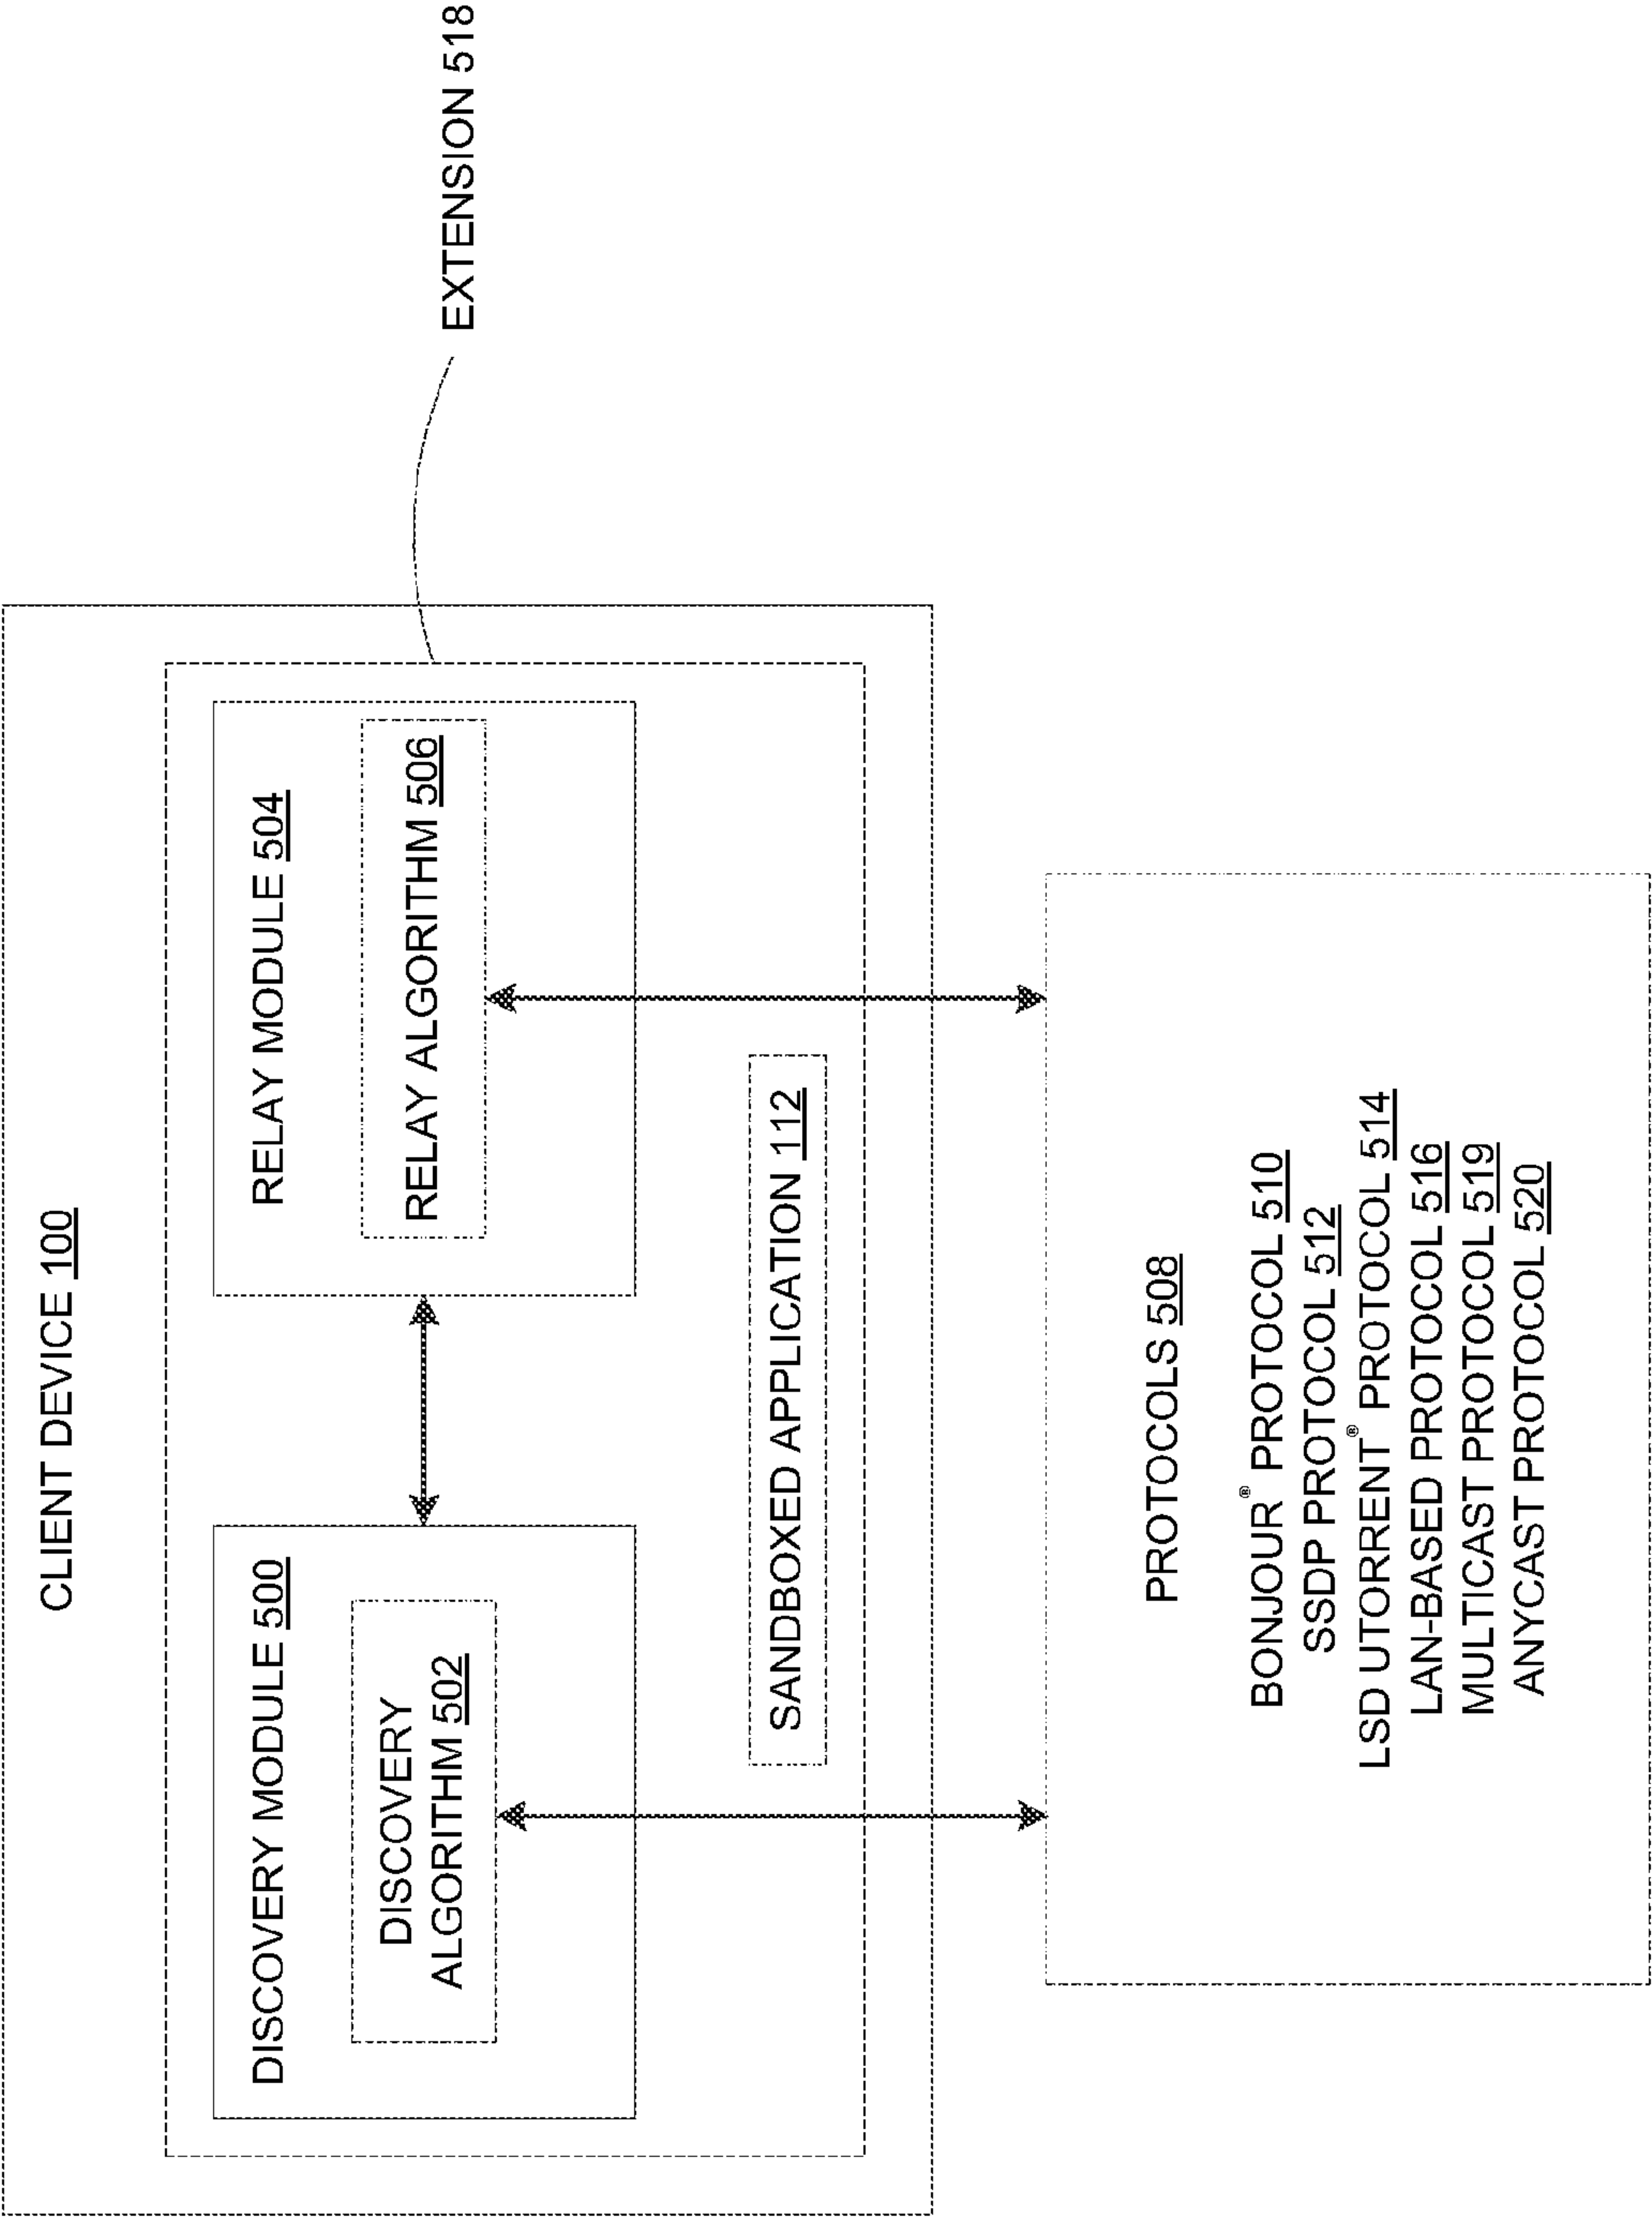 CLIENT DEVICE 100
DISCOVERY MODULE 500
DISCOVERY
ALGORITHM 502
RELAY MODULE 504
RELAY ALGORITHM 506
EXTENSION 518
SANDBOXED APPLICATION 112
PROTOCOLS 508
BONJOUR® PROTOCOL 510
SSDP PROTOCOL 512
LSD UTORRENT® PROTOCOL 514
LAN-BASED PROTOCOL 516
MULTICAST PROTOCOL 519
ANYCAST PROTOCOL 520